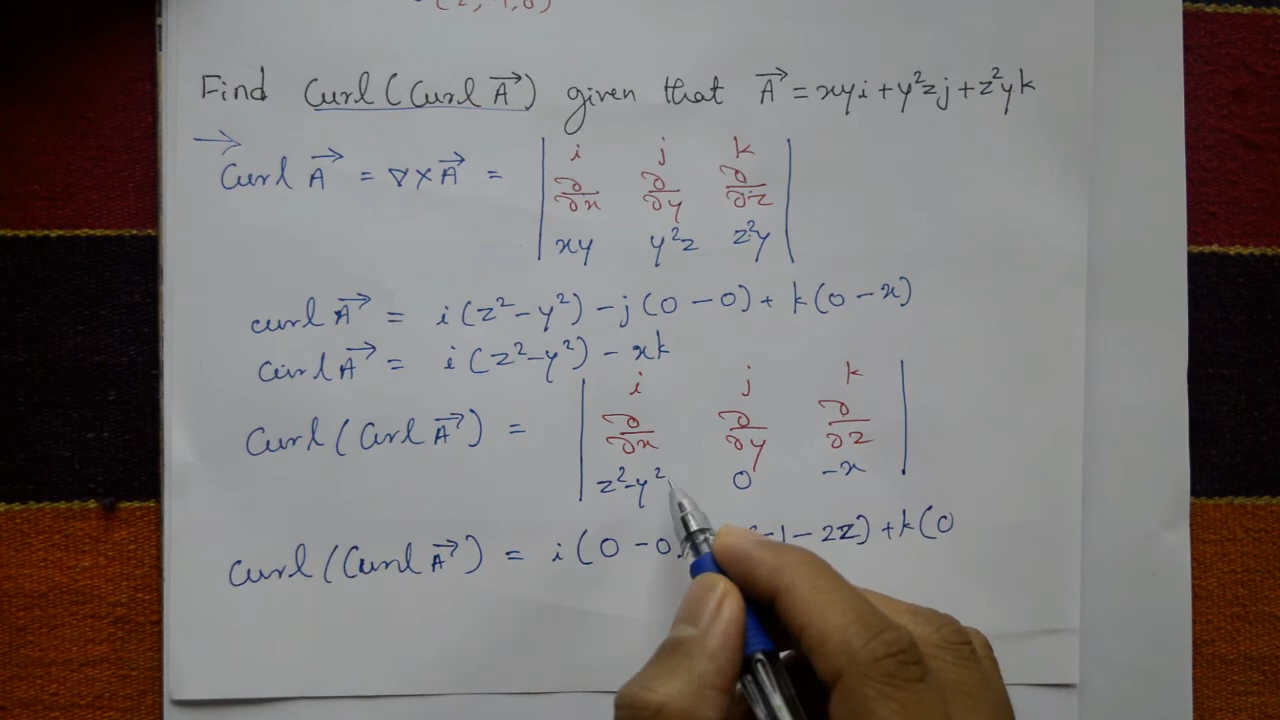 Find Curl (Curl A⃗) given that A⃗ = xyi + y²zj + z²yk
→
Curl A⃗ = ∇ × A⃗ = | i j k
∂/∂x ∂/∂y ∂/∂z
xy y²z z²y |
curl A⃗ = i(z² - y²) - j(0 - 0) + k(0 - x)
Curl A⃗ = i(z² - y²) - xk
Curl (Curl A⃗) = | i j k
∂/∂x ∂/∂y ∂/∂z
z² - y² 0 -x |
Curl (Curl A⃗) = i(0 - 0 -1 - 2z) + k(0